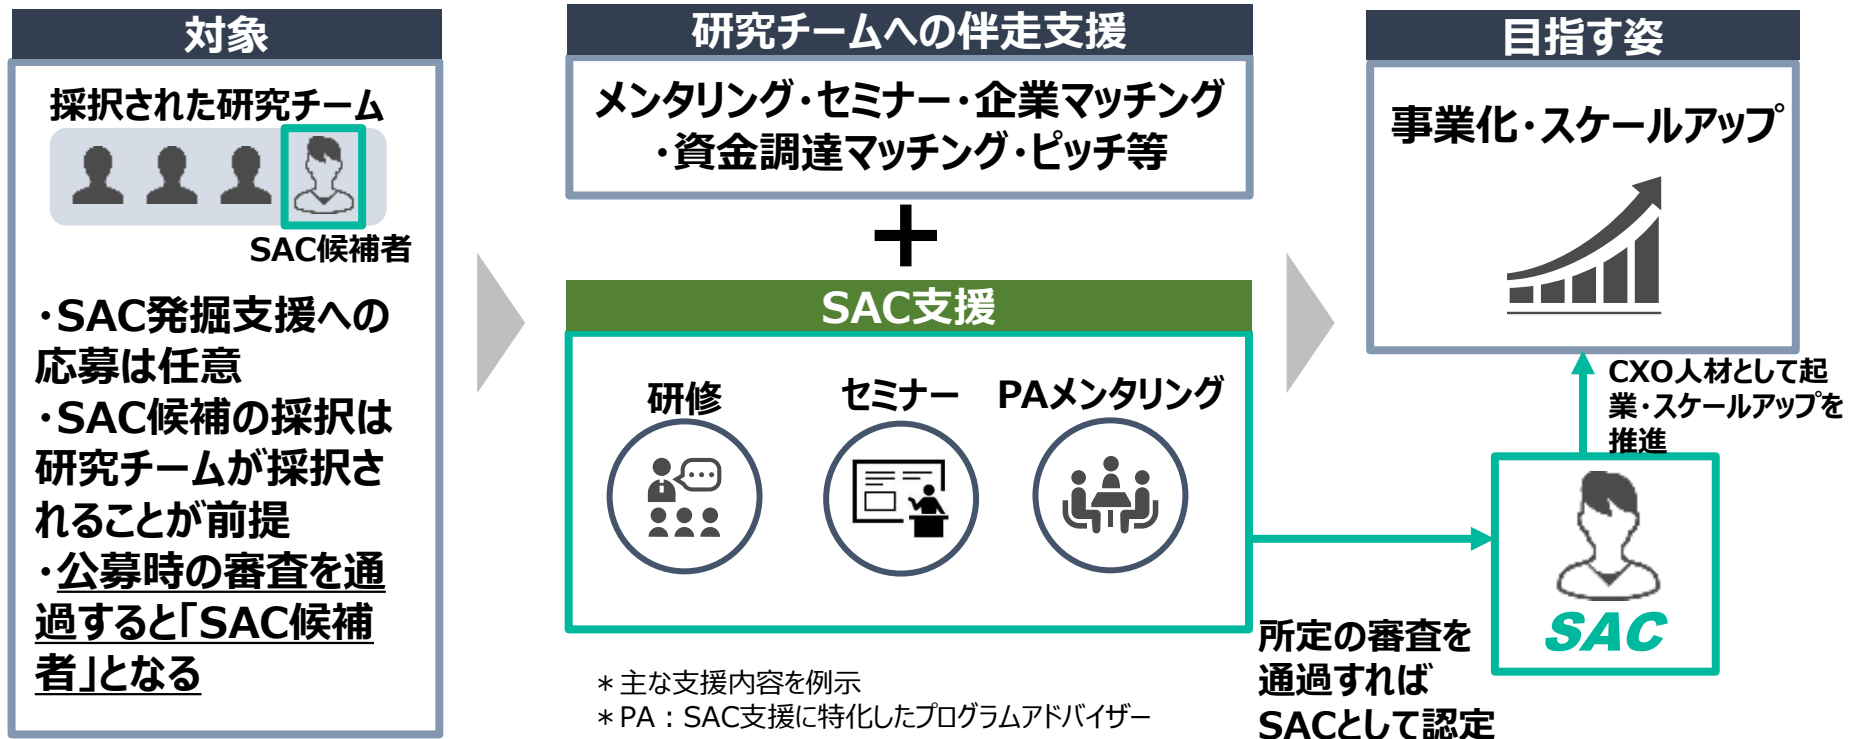 対象
採択された研究チーム
SAC候補者
・SAC発掘支援への
応募は任意
・SAC候補の採択は
研究チームが採択さ
れることが前提
・公募時の審査を通
過すると「SAC候補
者」となる
研究チームへの伴走支援
メンタリング・セミナー・企業マッチング
・資金調達マッチング・ピッチ等
+
SAC支援
研修
セミナー
PAメンタリング
＊主な支援内容を例示
＊PA：SAC支援に特化したプログラムアドバイザー
所定の審査を
通過すれば
SACとして認定
目指す姿
事業化・スケールアップ
CXO人材として起
業・スケールアップを
推進
SAC